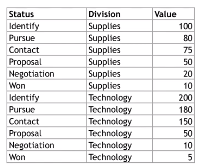 Status Division Value
Identify Supplies 100
Pursue Supplies 80
Contact Supplies 75
Proposal Supplies 50
Negotiation Supplies 20
Won Supplies 10
Identify Technology 200
Pursue Technology 180
Contact Technology 150
Proposal Technology 50
Negotiation Technology 10
Won Technology 5